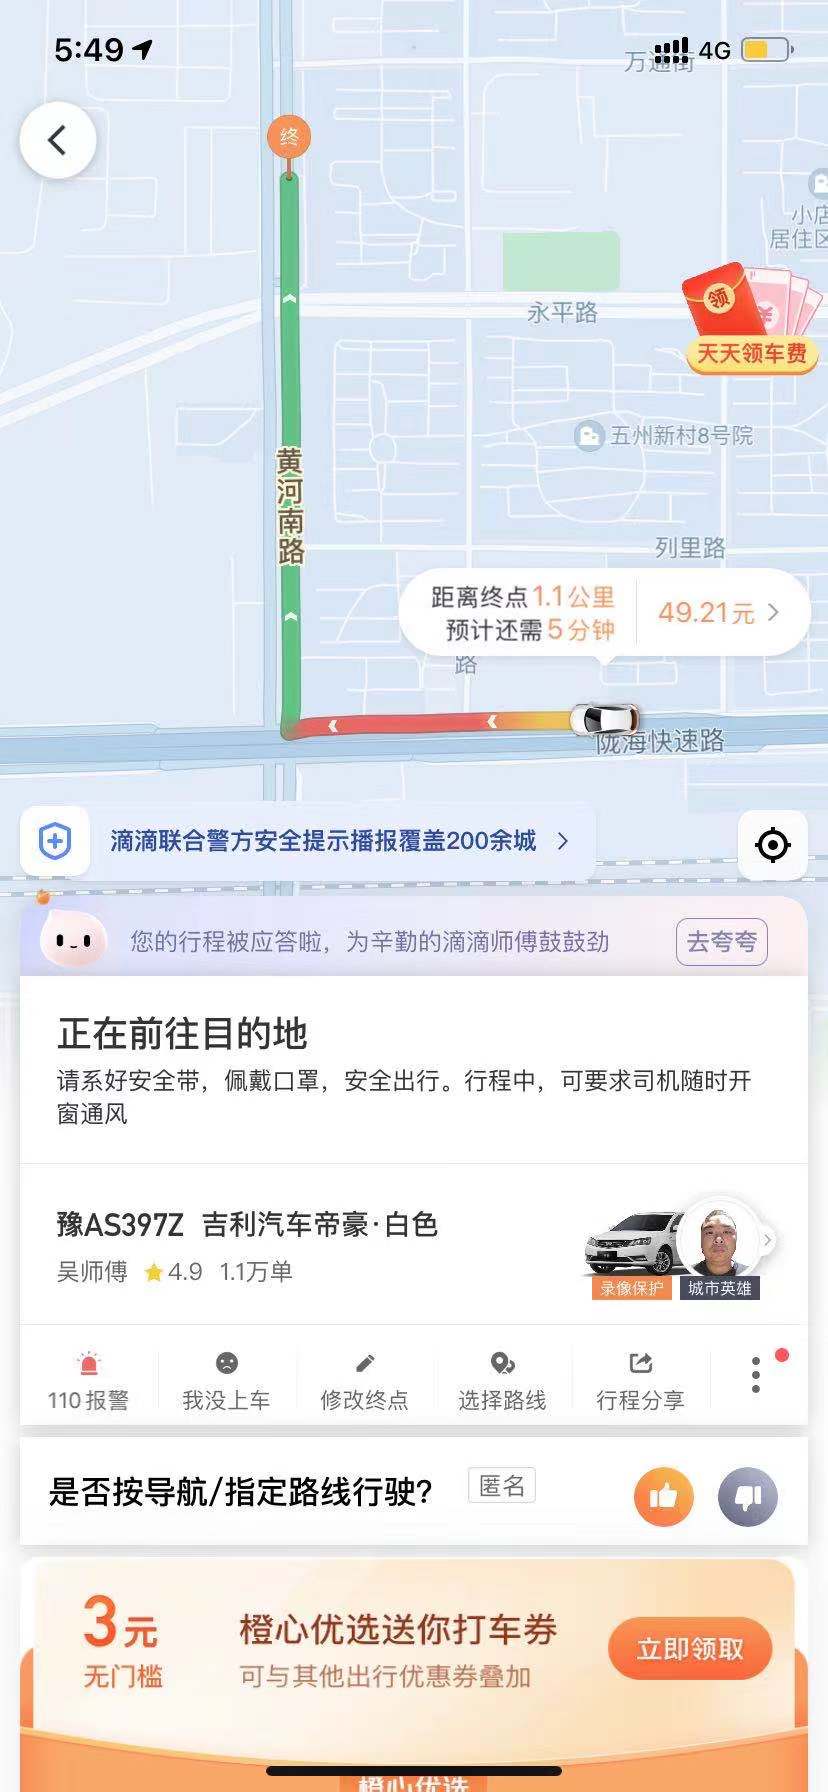 5:49
4G
万通街
终
小店
居住区
领
天天领车费
永平路
五州新村8号院
黄河南路
列里路
距离终点1.1公里
预计还需5分钟
49.21元
路
陇海快速路
滴滴联合警方安全提示播报覆盖200余城
您的行程被应答啦，为辛勤的滴滴师傅鼓鼓劲
去夸夸
正在前往目的地
请系好安全带，佩戴口罩，安全出行。行程中，可要求司机随时开
窗通风
豫AS397Z 吉利汽车帝豪·白色
吴师傅 4.9 1.1万单
录像保护
城市英雄
110报警
我没上车
修改终点
选择路线
行程分享
是否按导航/指定路线行驶?
匿名
3元
无门槛
橙心优选送你打车券
可与其他出行优惠券叠加
立即领取
橙心优选